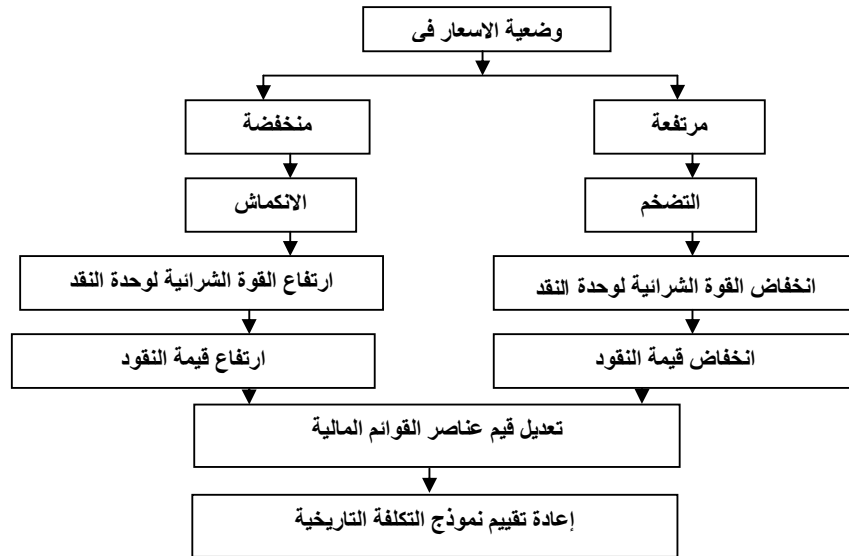 وضعية الاسعار فى
مرتفعة
منخفضة
التضخم
الانكماش
انخفاض القوة الشرائية لوحدة النقد
ارتفاع القوة الشرائية لوحدة النقد
انخفاض قيمة النقود
ارتفاع قيمة النقود
تعديل قيم عناصر القوائم المالية
إعادة تقييم نموذج التكلفة التاريخية